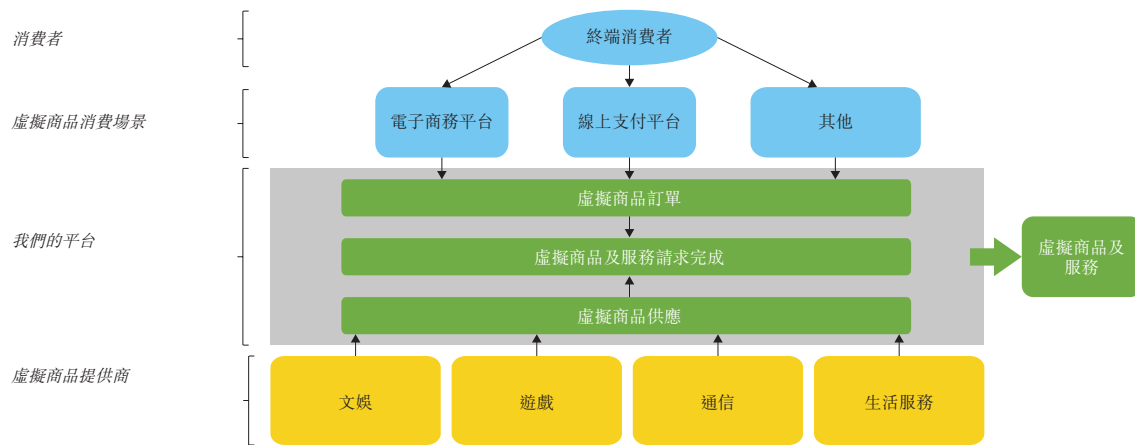 消費者
終端消費者
虛擬商品消費場景
電子商務平台
線上支付平台
其他
虛擬商品訂單
我們的平台
虛擬商品及服務請求完成
虛擬商品及
服務
虛擬商品供應
虛擬商品提供商
文娛
遊戲
通信
生活服務